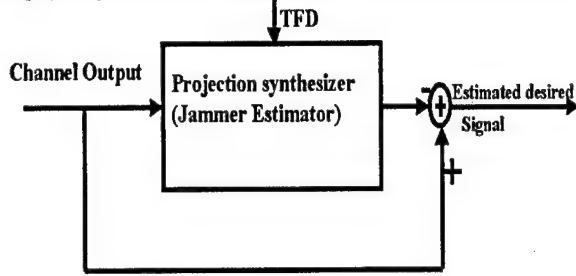 TFD
Channel Output
Projection synthesizer
(Jammer Estimator)
-
+
Estimated desired
Signal
+